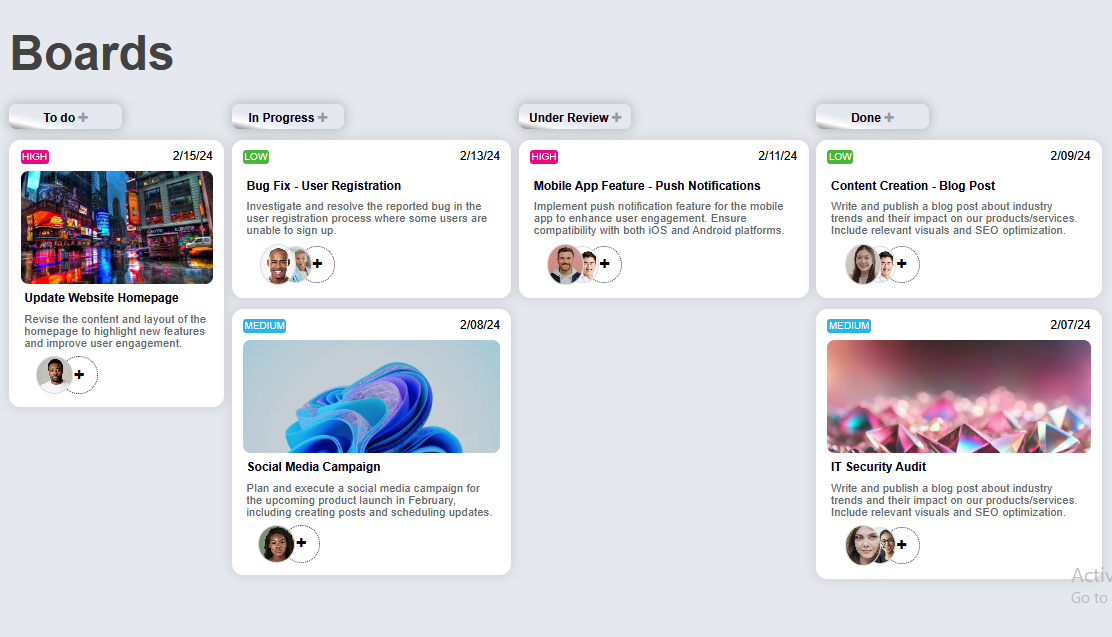 Boards
To do +
In Progress +
Under Review +
Done +
HIGH 2/15/24
Update Website Homepage
Revise the content and layout of the
homepage to highlight new features
and improve user engagement.
+
LOW 2/13/24
Bug Fix - User Registration
Investigate and resolve the reported bug in the
user registration process where some users are
unable to sign up.
+
MEDIUM 2/08/24
Social Media Campaign
Plan and execute a social media campaign for
the upcoming product launch in February,
including creating posts and scheduling updates.
+
HIGH 2/11/24
Mobile App Feature - Push Notifications
Implement push notification feature for the mobile
app to enhance user engagement. Ensure
compatibility with both iOS and Android platforms.
+
LOW 2/09/24
Content Creation - Blog Post
Write and publish a blog post about industry
trends and their impact on our products/services.
Include relevant visuals and SEO optimization.
+
MEDIUM 2/07/24
IT Security Audit
Write and publish a blog post about industry
trends and their impact on our products/services.
Include relevant visuals and SEO optimization.
+
Activ
Go to